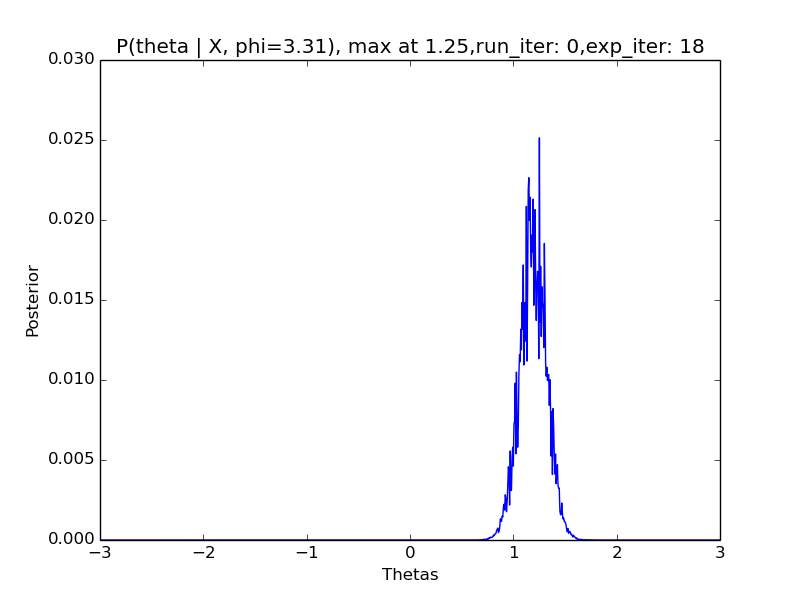 P(theta | X, phi=3.31), max at 1.25,run_iter: 0,exp_iter: 18
0.030
0.025
0.020
0.015
0.010
0.005
0.000
Posterior
−3 −2 −1 0 1 2 3
Thetas